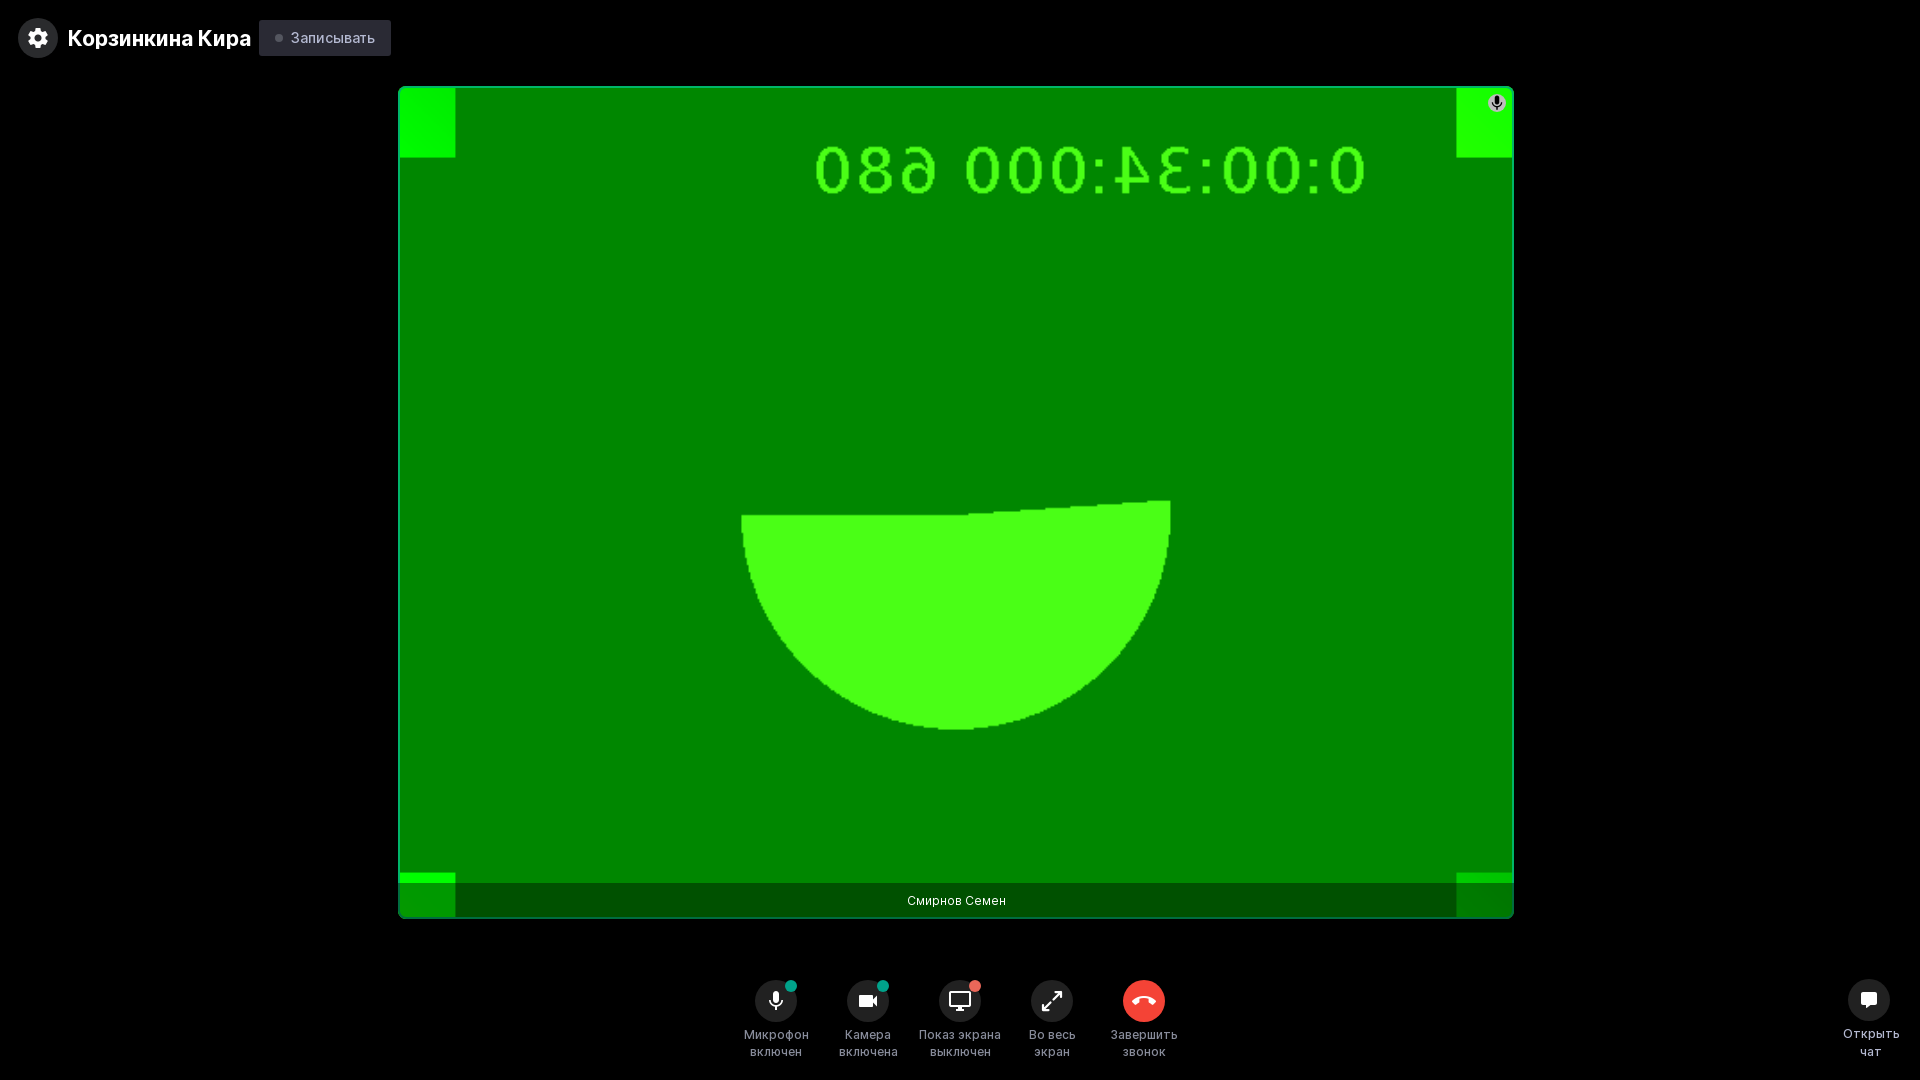 Корзинкина Кира
Записывать
0:00:34:000 680
Смирнов Семен
Микрофон включен
Камера включена
Показ экрана выключен
Во весь экран
Завершить звонок
Открыть чат